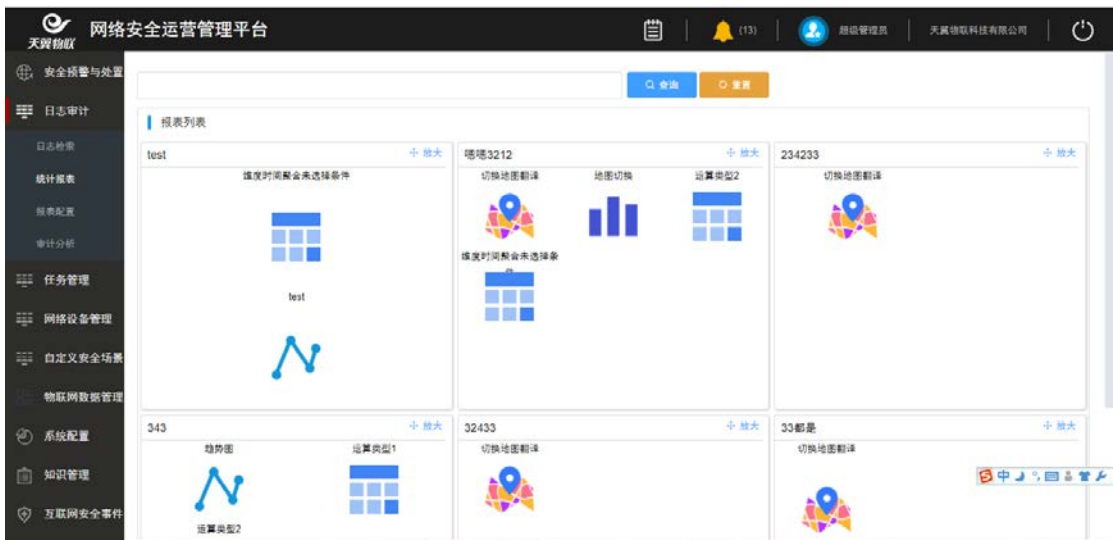 天翼物联
网络安全运营管理平台
(13)
超级管理员
天翼物联科技有限公司
安全预警与处置
日志审计
日志检索
统计报表
报表配置
审计分析
任务管理
网络设备管理
自定义安全场景
物联网数据管理
系统配置
知识管理
互联网安全事件
查询
重置
报表列表
test
放大
维度时间聚合未选择条件
test
嗯嗯3212
放大
切换地图翻译
地图切换
运算类型2
维度时间聚合未选择条
件
234233
放大
切换地图翻译
343
放大
趋势图
运算类型1
运算类型2
32433
放大
切换地图翻译
33都是
放大
切换地图翻译
中